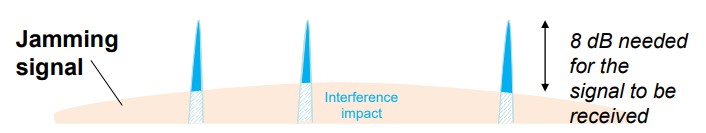 Jamming
signal
Interference
impact
8 dB needed
for the
signal to be
received